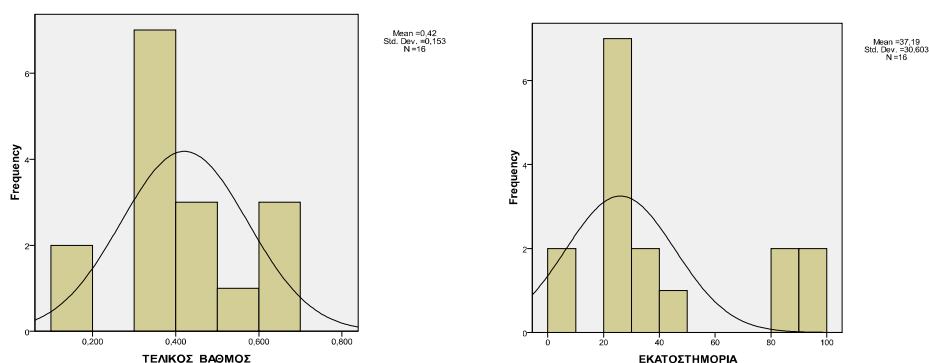 Mean =0.42
Std. Dev. =0,153
N =16
Frequency
6
4
2
0
0,200
0,400
0,600
0,800
ΤΕΛΙΚΟΣ ΒΑΘΜΟΣ
Mean =37,19
Std. Dev. =30,603
N =16
Frequency
6
4
2
0
0
20
40
60
80
100
ΕΚΑΤΟΣΤΗΜΟΡΙΑ